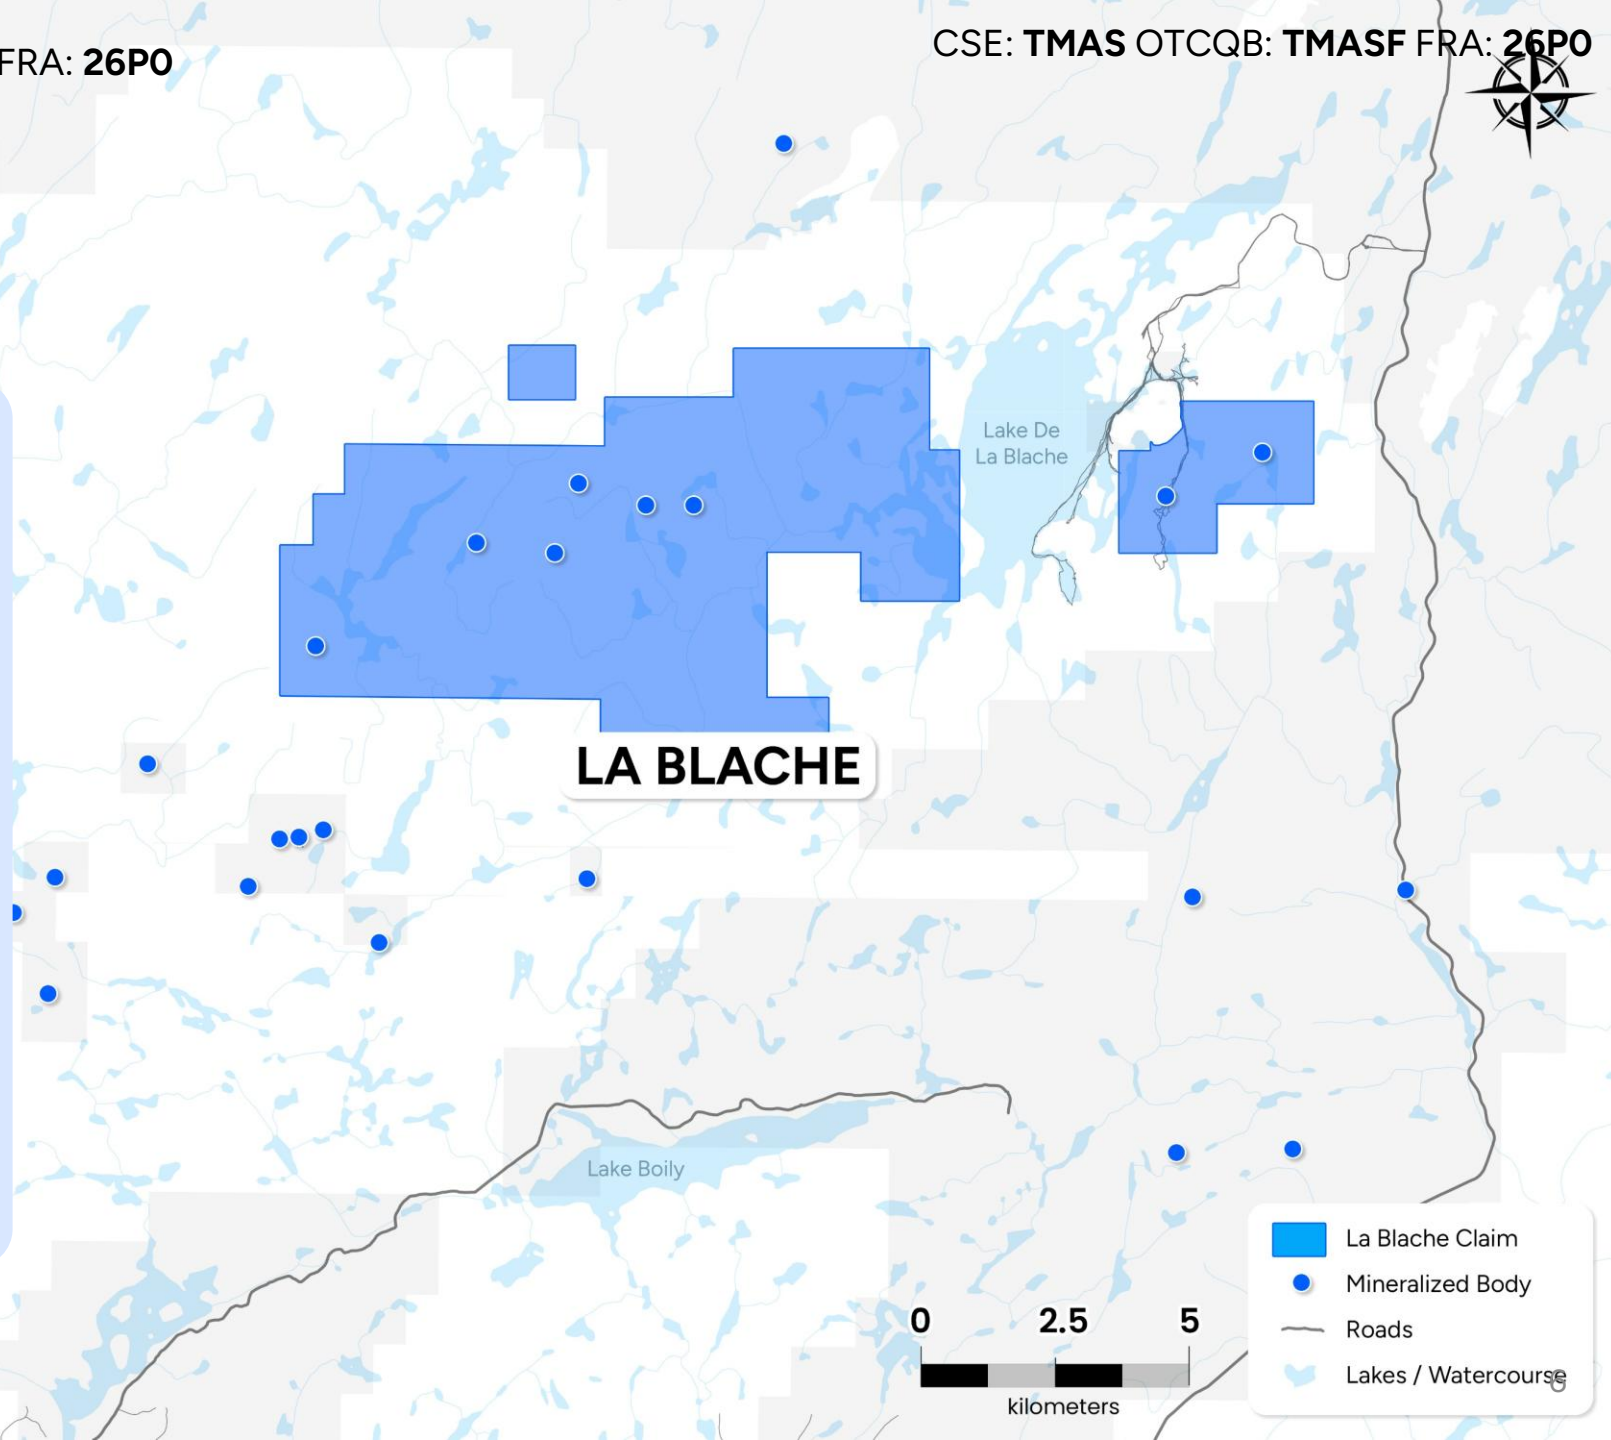 FRA: 26P0
CSE: TMAS OTCQB: TMASF FRA: 26P0
Lake De
La Blache
LA BLACHE
Lake Boily
La Blache Claim
Mineralized Body
Roads
Lakes / Watercourse
6
0 2.5 5
kilometers